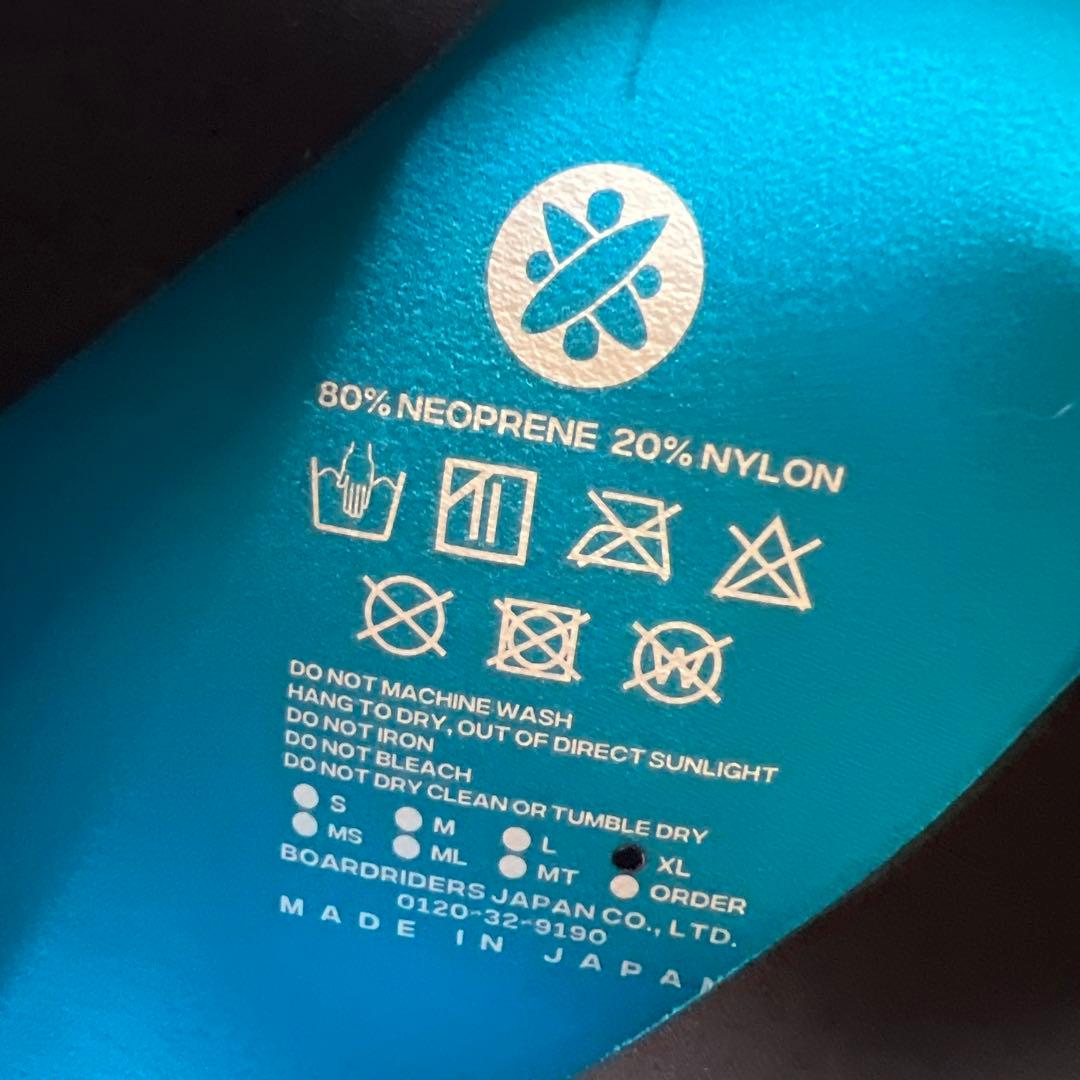 80% NEOPRENE 20% NYLON
W
DO NOT MACHINE WASH
HANG TO DRY, OUT OF DIRECT SUNLIGHT
DO NOT IRON
DO NOT BLEACH
DO NOT DRY CLEAN OR TUMBLE DRY
S M L XL
MS ML MT ORDER
BOARDRIDERS JAPAN CO., LTD.
0120-32-9190
MADE IN JAPAN